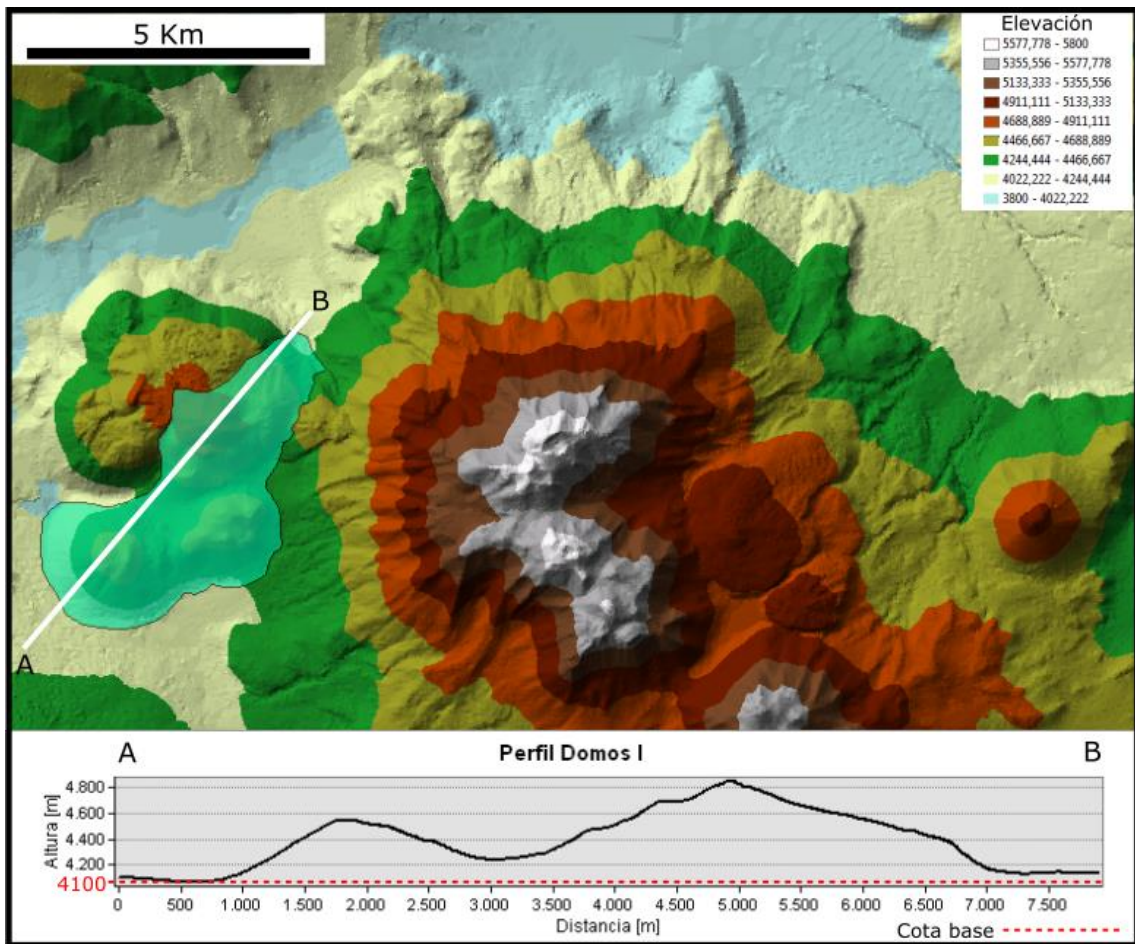 5 Km
Elevación
5577,778 - 5800
5355,556 - 5577,778
5133,333 - 5355,556
4911,111 - 5133,333
4688,889 - 4911,111
4466,667 - 4688,889
4244,444 - 4466,667
4022,222 - 4244,444
3800 - 4022,222
B
A
A Perfil Domos I B
4.800
4.600
4.400
4.200
4100
Altura [m]
0 500 1.000 1.500 2.000 2.500 3.000 3.500 4.000 4.500 5.000 5.500 6.000 6.500 7.000 7.500
Distancia [m]
Cota base